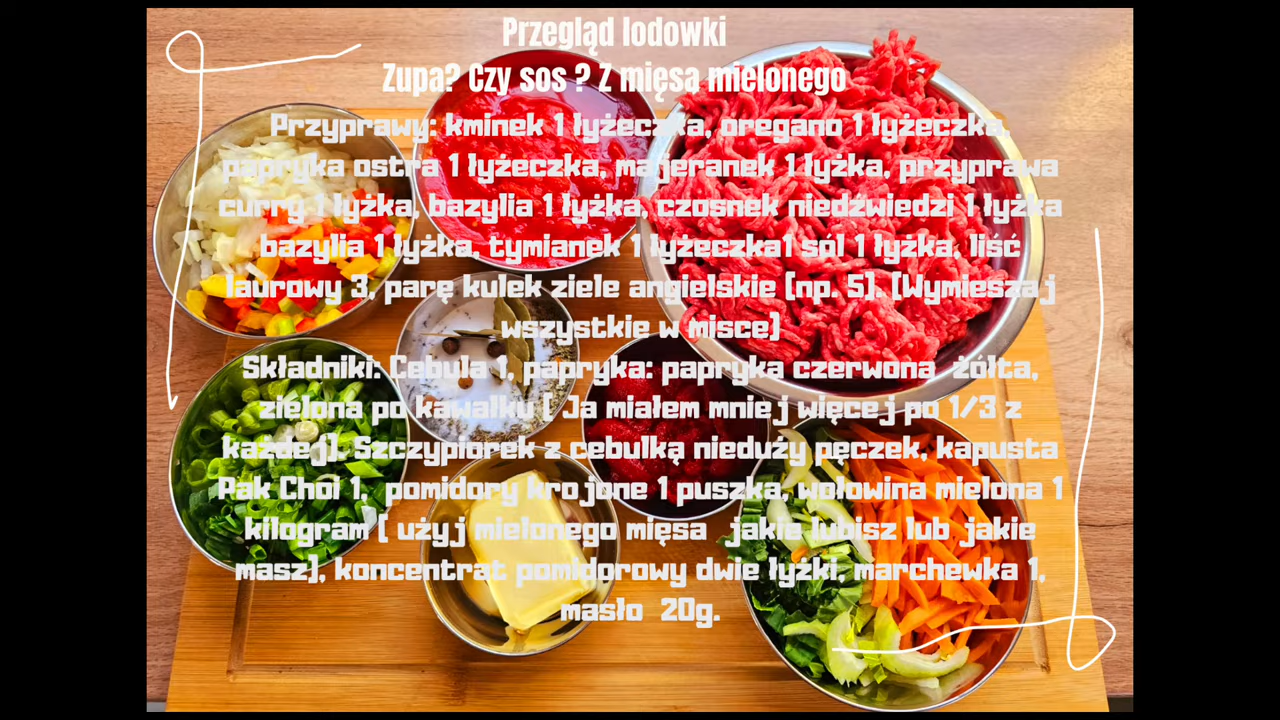 Przegląd lodowki
Zupa? Czy sos ? Z mięsa mielonego
Przyprawy: kminek 1 łyżeczka, oregano 1 łyżeczka,
papryka ostra 1 łyżeczka, majeranek 1 łyżka, przyprawa
curry 1 łyżka, bazylia 1 łyżka, czosnek niedźwiedzi 1 łyżka
bazylia 1 łyżka, tymianek 1 łyżeczka1 sól 1 łyżka, liść
laurowy 3, parę kulek ziele angielskie (np. 5). (Wymieszaj
wszystkie w misce)
Składniki: Cebula 1, papryka: papryka czerwona żółta,
zielona po kawałku ( Ja miałem mniej więcej po 1/3 z
każdej). Szczypiorek z cebulką nieduży pęczek, kapusta
Pak Choi 1, pomidory krojone 1 puszka, wołowina mielona 1
kilogram ( użyj mielonego mięsa jakie lubisz lub jakie
masz), koncentrat pomidorowy dwie łyżki, marchewka 1,
masło 20g.